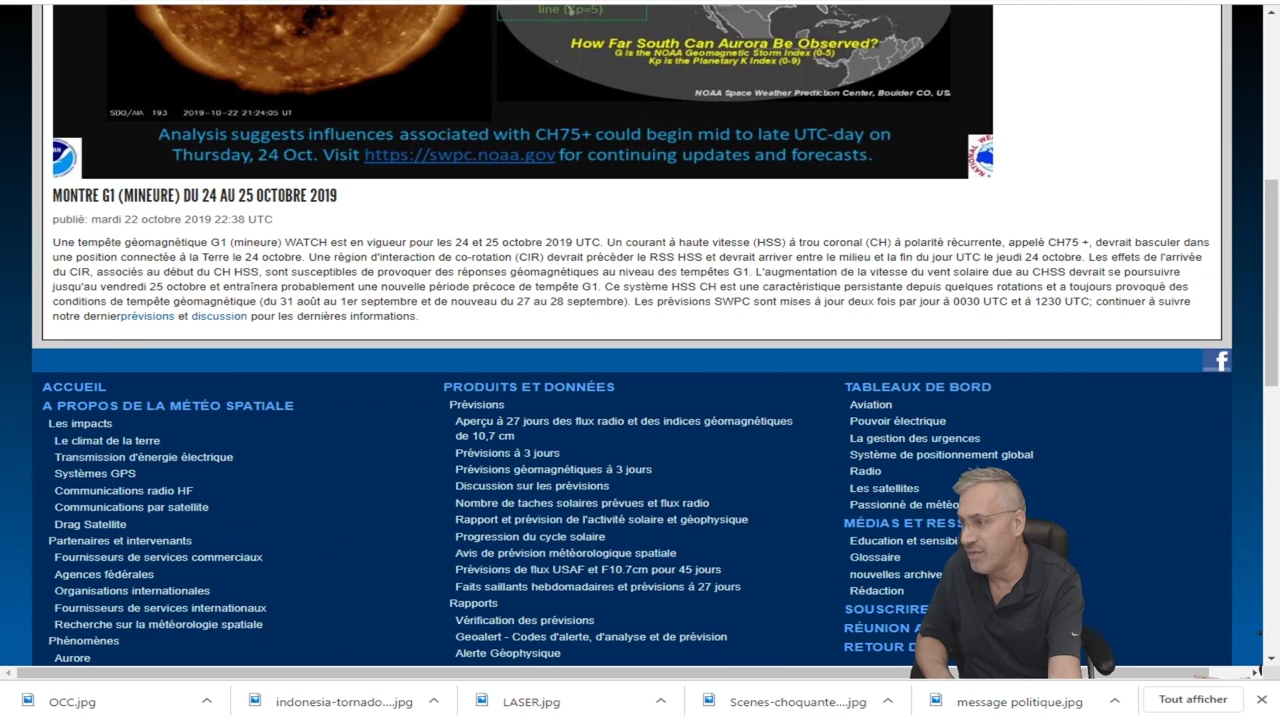 line (Kp=5)
How Far South Can Aurora Be Observed?
G is the NOAA Geomagnetic Storm Index (0-5)
Kp is the Planetary K Index (0-9)
NOAA Space Weather Prediction Center, Boulder CO, US
SDO/AIA 193 2019-10-22 21:24:05 UT
Analysis suggests influences associated with CH75+ could begin mid to late UTC-day on
Thursday, 24 Oct. Visit https://swpc.noaa.gov for continuing updates and forecasts.
MONTRE G1 (MINEURE) DU 24 AU 25 OCTOBRE 2019
publié: mardi 22 octobre 2019 22:38 UTC
Une tempête géomagnétique G1 (mineure) WATCH est en vigueur pour les 24 et 25 octobre 2019 UTC. Un courant à haute vitesse (HSS) à trou coronal (CH) à polarité récurrente, appelé CH75 +, devrait basculer dans
une position connectée à la Terre le 24 octobre. Une région d'interaction de co-rotation (CIR) devrait précéder le RSS HSS et devrait arriver entre le milieu et la fin du jour UTC le jeudi 24 octobre. Les effets de l'arrivée
du CIR, associés au début du CH HSS, sont susceptibles de provoquer des réponses géomagnétiques au niveau des tempêtes G1. L'augmentation de la vitesse du vent solaire due au CHSS devrait se poursuivre
jusqu'au vendredi 25 octobre et entraînera probablement une nouvelle période précoce de tempête G1. Ce système HSS CH est une caractéristique persistante depuis quelques rotations et a toujours provoqué des
conditions de tempête géomagnétique (du 31 août au 1er septembre et de nouveau du 27 au 28 septembre). Les prévisions SWPC sont mises à jour deux fois par jour à 0030 UTC et à 1230 UTC; continuer à suivre
notre dernierprévisions et discussion pour les dernières informations.
f
ACCUEIL
A PROPOS DE LA MÉTÉO SPATIALE
Les impacts
Le climat de la terre
Transmission d'énergie électrique
Systèmes GPS
Communications radio HF
Communications par satellite
Drag Satellite
Partenaires et intervenants
Fournisseurs de services commerciaux
Agences fédérales
Organisations internationales
Fournisseurs de services internationaux
Recherche sur la météorologie spatiale
Phénomènes
Aurore
PRODUITS ET DONNÉES
Prévisions
Aperçu à 27 jours des flux radio et des indices géomagnétiques
de 10,7 cm
Prévisions à 3 jours
Prévisions géomagnétiques à 3 jours
Discussion sur les prévisions
Nombre de taches solaires prévues et flux radio
Rapport et prévision de l'activité solaire et géophysique
Progression du cycle solaire
Avis de prévision météorologique spatiale
Prévisions de flux USAF et F10.7cm pour 45 jours
Faits saillants hebdomadaires et prévisions à 27 jours
Rapports
Vérification des prévisions
Geoalert - Codes d'alerte, d'analyse et de prévision
Alerte Géophysique
TABLEAUX DE BORD
Aviation
Pouvoir électrique
La gestion des urgences
Système de positionnement global
Radio
Les satellites
Passionné de météo
MÉDIAS ET RESS
Education et sensibi
Glossaire
nouvelles archive
Rédaction
SOUSCRIRE
RÉUNION A
RETOUR D
OCC.jpg
indonesia-tornado....jpg
LASER.jpg
Scenes-choquante....jpg
message politique.jpg
Tout afficher